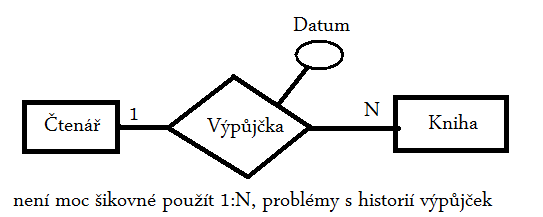 Datum
Čtenář 1 Výpůjčka N Kniha
není moc šikovné použít 1:N, problémy s historií výpůjček